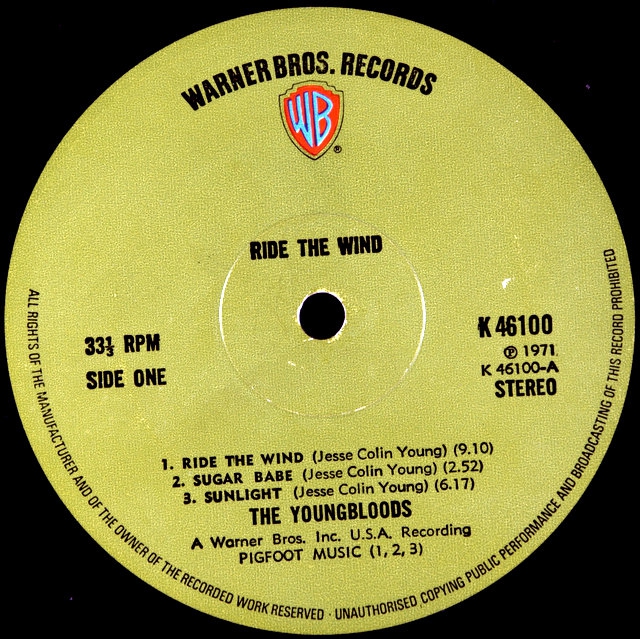 WARNER BROS. RECORDS
WB
®
RIDE THE WIND
33⅓ RPM
SIDE ONE
K 46100
℗ 1971
K 46100-A
STEREO
1. RIDE THE WIND (Jesse Colin Young) (9.10)
2. SUGAR BABE (Jesse Colin Young) (2.52)
3. SUNLIGHT (Jesse Colin Young) (6.17)
THE YOUNGBLOODS
A Warner Bros. Inc. U.S.A. Recording
PIGFOOT MUSIC (1, 2, 3)
ALL RIGHTS OF THE MANUFACTURER AND OF THE OWNER OF THE RECORDED WORK RESERVED · UNAUTHORISED COPYING PUBLIC PERFORMANCE AND BROADCASTING OF THIS RECORD PROHIBITED